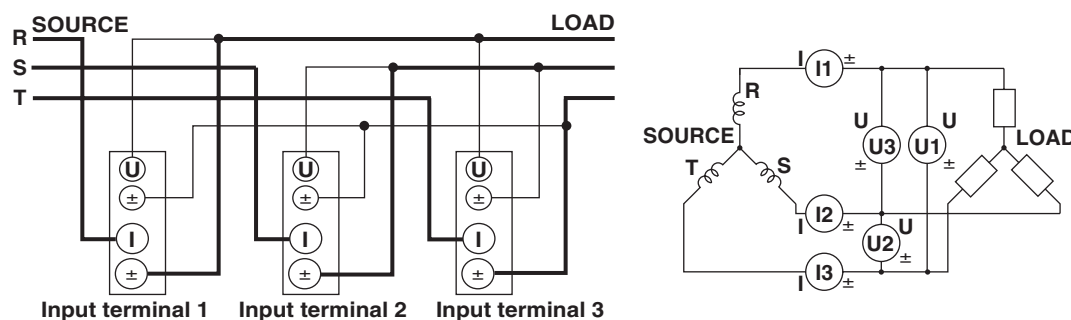 SOURCE
LOAD
R
S
T
U
±
I
±
Input terminal 1
U
±
I
±
Input terminal 2
U
±
I
±
Input terminal 3
I
I1
±
R
SOURCE
T
S
U
U3
±
U
U1
±
LOAD
I
I2
±
U
U2
±
I
I3
±